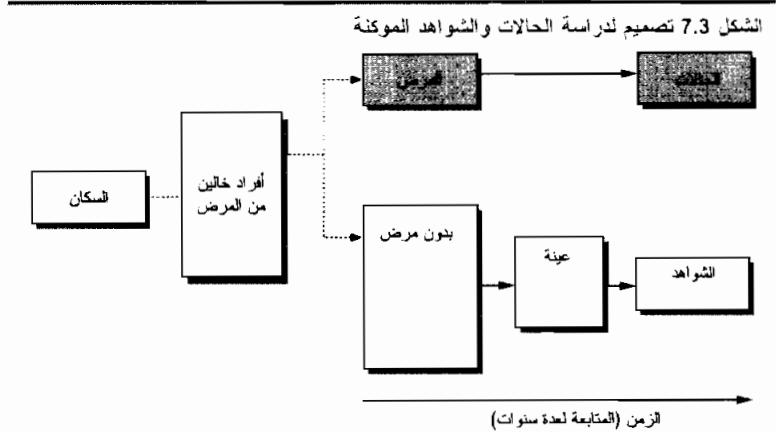 الشكل 7.3 تصميم لدراسة الحالات والشواهد الموكنة
المرض
الحالات
السكان
أفراد خالين
من المرض
بدون مرض
عينة
الشواهد
الزمن (المتابعة لعدة سنوات)